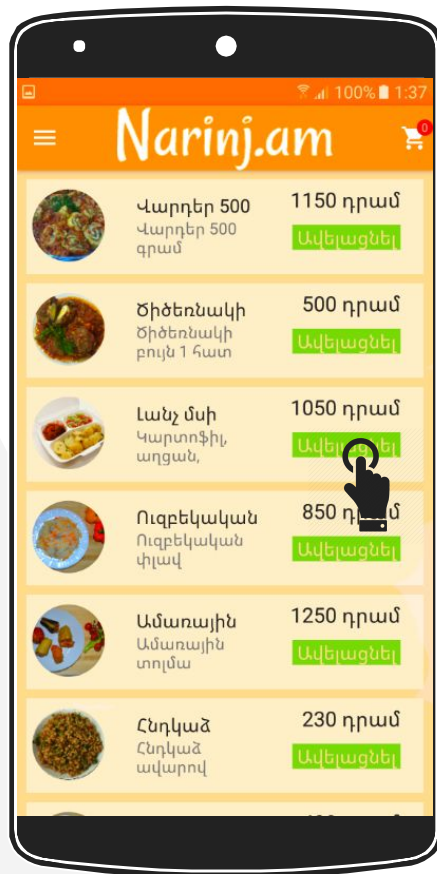 100% 1:37
Narinj.am
0
Վարդեր 500
1150 դրամ
Վարդեր 500
գրամ
Ավելացնել
Ծիծեռնակի
500 դրամ
Ծիծեռնակի
բույն 1 հատ
Ավելացնել
Լանչ մսի
1050 դրամ
Կարտոֆիլ,
աղցան,
Ավելացնել
Ուզբեկական
850
Ուզբեկական
փլավ
Ավելացնել
Ամառային
1250 դրամ
Ամառային
տոլմա
Ավելացնել
Հնդկաձ
230 դրամ
Հնդկաձ
ավարով
Ավելացնել